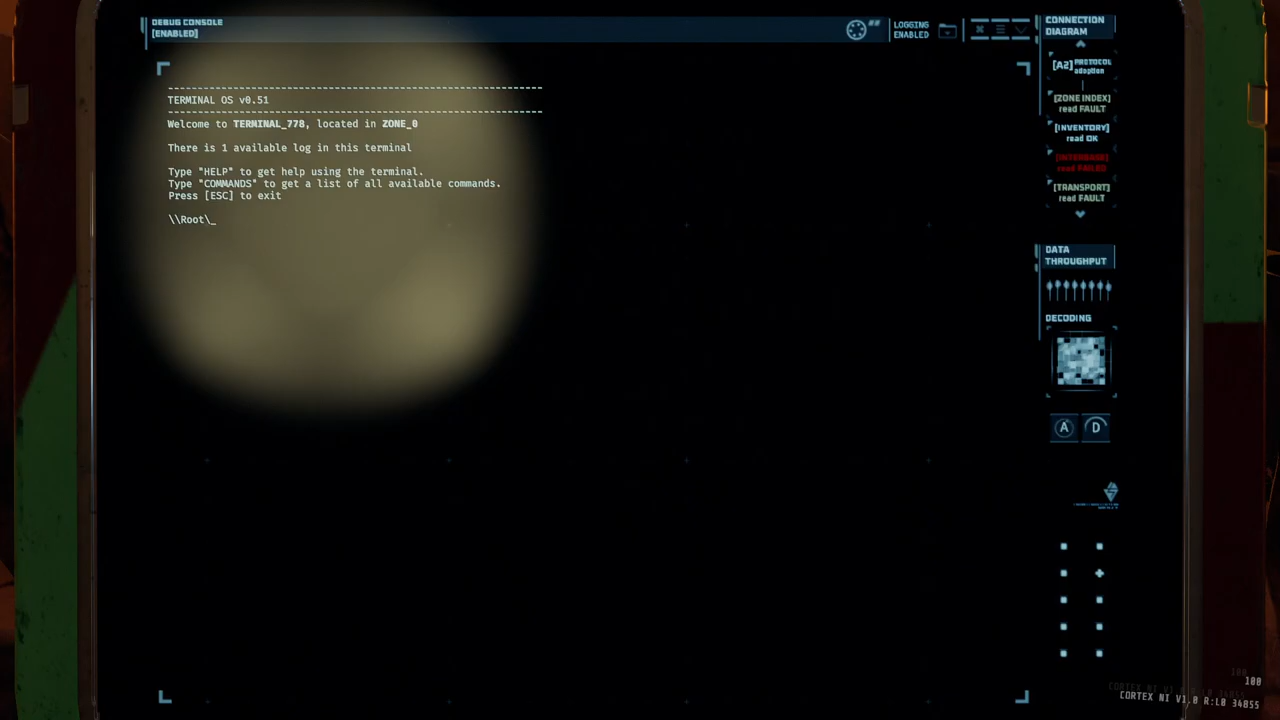 DEBUG CONSOLE
[ENABLED]
LOGGING
ENABLED
-----------------------------------------------------------------
TERMINAL OS v0.51
-----------------------------------------------------------------
Welcome to TERMINAL_778, located in ZONE_0
There is 1 available log in this terminal
Type "HELP" to get help using the terminal.
Type "COMMANDS" to get a list of all available commands.
Press [ESC] to exit
\\Root\_
CONNECTION
DIAGRAM
[A2] PROTOCOL
adaption
[ZONE INDEX]
read FAULT
[INVENTORY]
read OK
read FAILED
[TRANSPORT]
read FAULT
DATA
THROUGHPUT
DECODING
A D
100
CORTEX NI V1.0 R:L0 34855